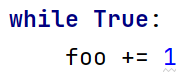 while True:
    foo += 1